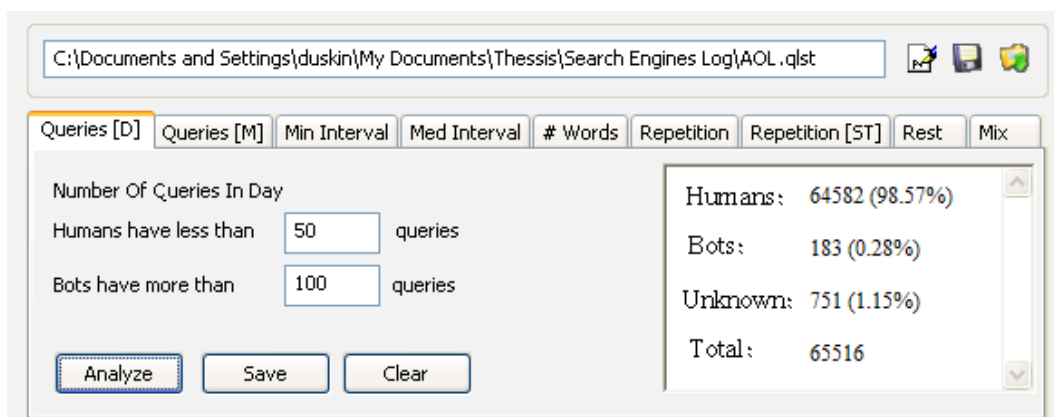 C:\Documents and Settings\duskin\My Documents\Thessis\Search Engines Log\AOL.qlst
Queries [D] Queries [M] Min Interval Med Interval # Words Repetition Repetition [ST] Rest Mix
Number Of Queries In Day
Humans have less than 50 queries
Bots have more than 100 queries
Analyze Save Clear
Humans: 64582 (98.57%)
Bots: 183 (0.28%)
Unknown: 751 (1.15%)
Total: 65516